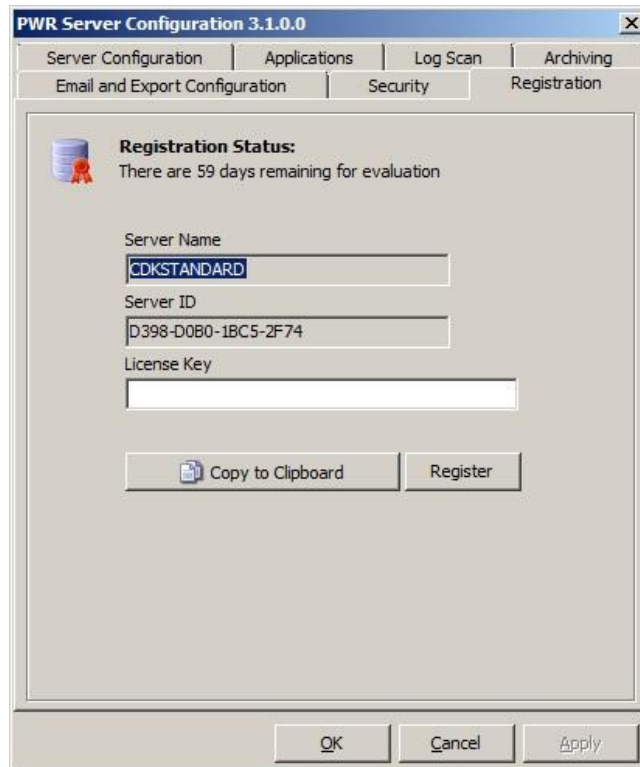 PWR Server Configuration 3.1.0.0
Server Configuration Applications Log Scan Archiving
Email and Export Configuration Security Registration
Registration Status:
There are 59 days remaining for evaluation
Server Name
CDKSTANDARD
Server ID
D398-D0B0-1BC5-2F74
License Key
Copy to Clipboard Register
OK Cancel Apply